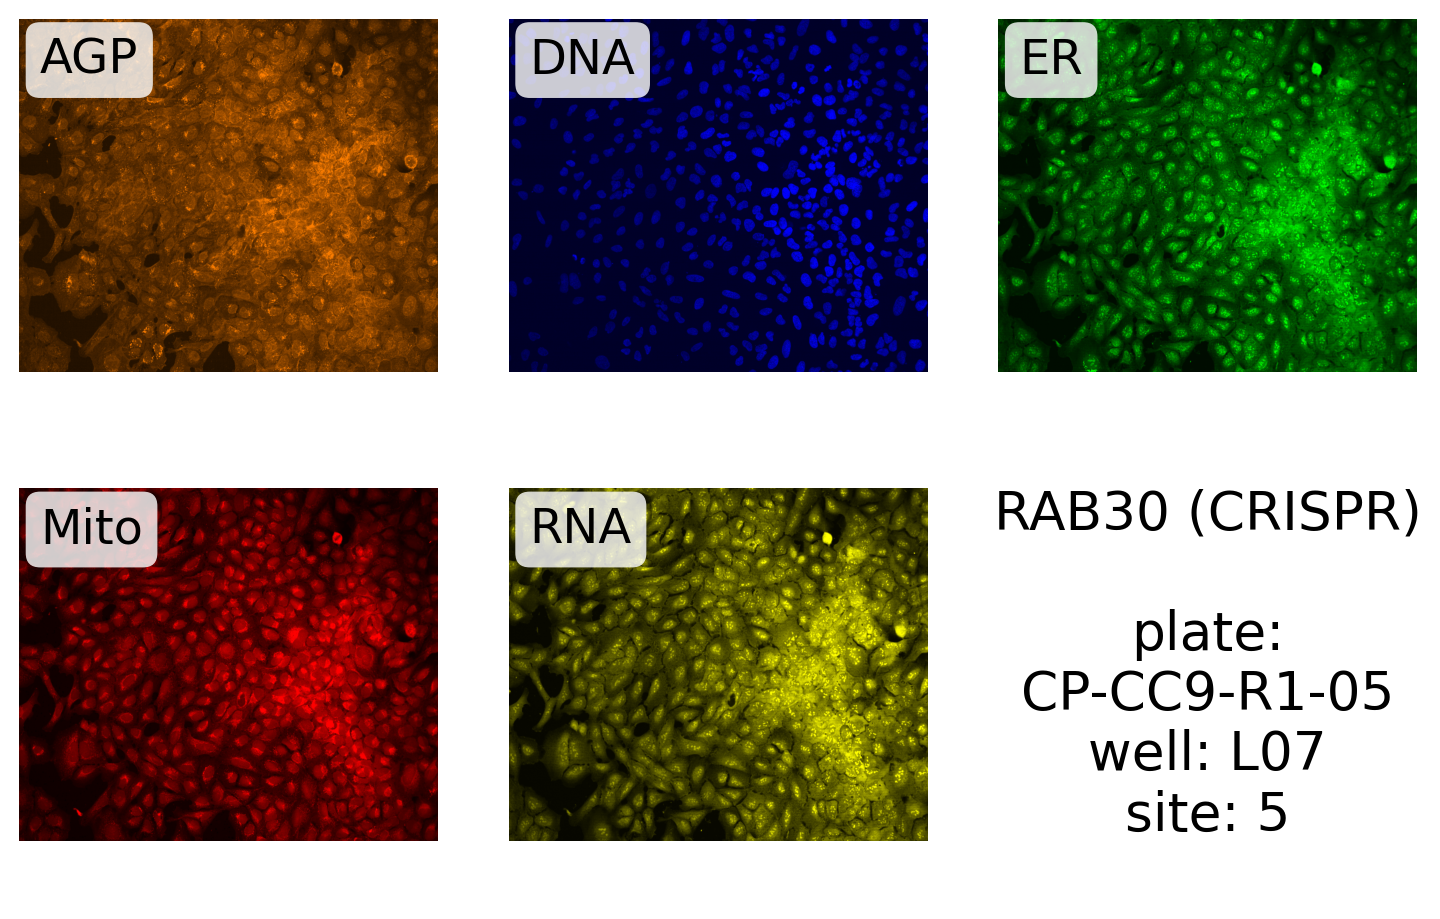 AGP
DNA
ER
Mito
RNA
RAB30 (CRISPR)
plate:
CP-CC9-R1-05
well: L07
site: 5